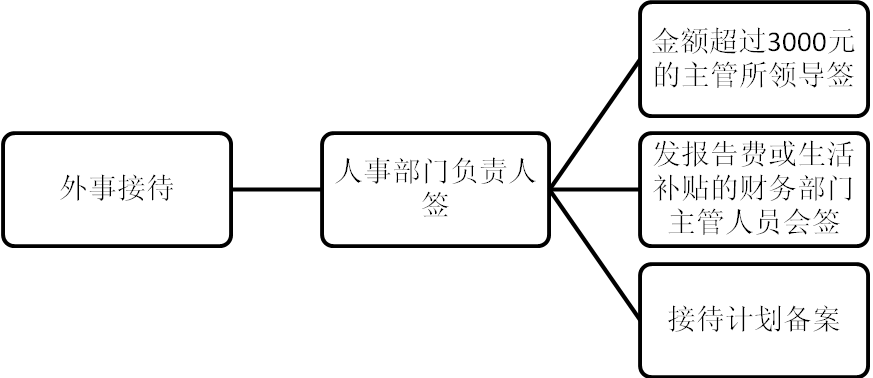 外事接待
人事部门负责人
签
金额超过3000元
的主管所领导签
发报告费或生活
补贴的财务部门
主管人员会签
接待计划备案